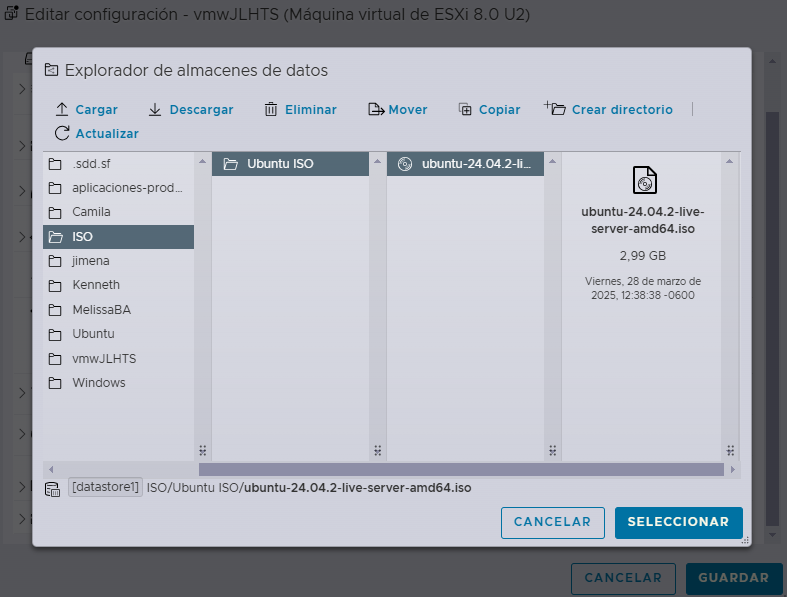 Editar configuración - vmwJLHTS (Máquina virtual de ESXi 8.0 U2)
Explorador de almacenes de datos
Cargar Descargar Eliminar Mover Copiar Crear directorio
Actualizar
.sdd.sf
aplicaciones-prod...
Camila
ISO
jimena
Kenneth
MelissaBA
Ubuntu
vmwJLHTS
Windows
Ubuntu ISO
ubuntu-24.04.2-li...
ubuntu-24.04.2-live-
server-amd64.iso
2,99 GB
Viernes, 28 de marzo de
2025, 12:38:38 -0600
[datastore1] ISO/Ubuntu ISO/ubuntu-24.04.2-live-server-amd64.iso
CANCELAR SELECCIONAR
CANCELAR GUARDAR